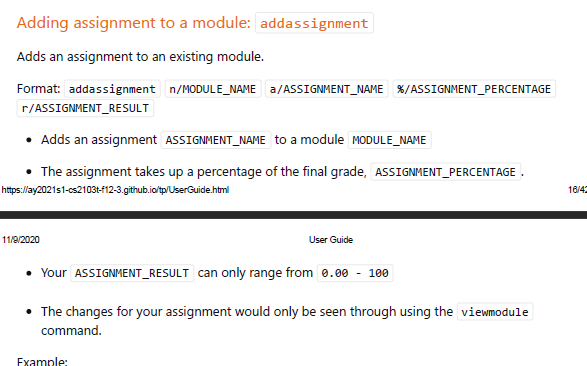 Adding assignment to a module: addassignment
Adds an assignment to an existing module.
Format: addassignment n/MODULE_NAME a/ASSIGNMENT_NAME %/ASSIGNMENT_PERCENTAGE
r/ASSIGNMENT_RESULT
• Adds an assignment ASSIGNMENT_NAME to a module MODULE_NAME
• The assignment takes up a percentage of the final grade, ASSIGNMENT_PERCENTAGE .
https://ay2021s1-cs2103t-f12-3.github.io/tp/UserGuide.html 16/42
11/9/2020 User Guide
• Your ASSIGNMENT_RESULT can only range from 0.00 - 100
• The changes for your assignment would only be seen through using the viewmodule
command.
Example: